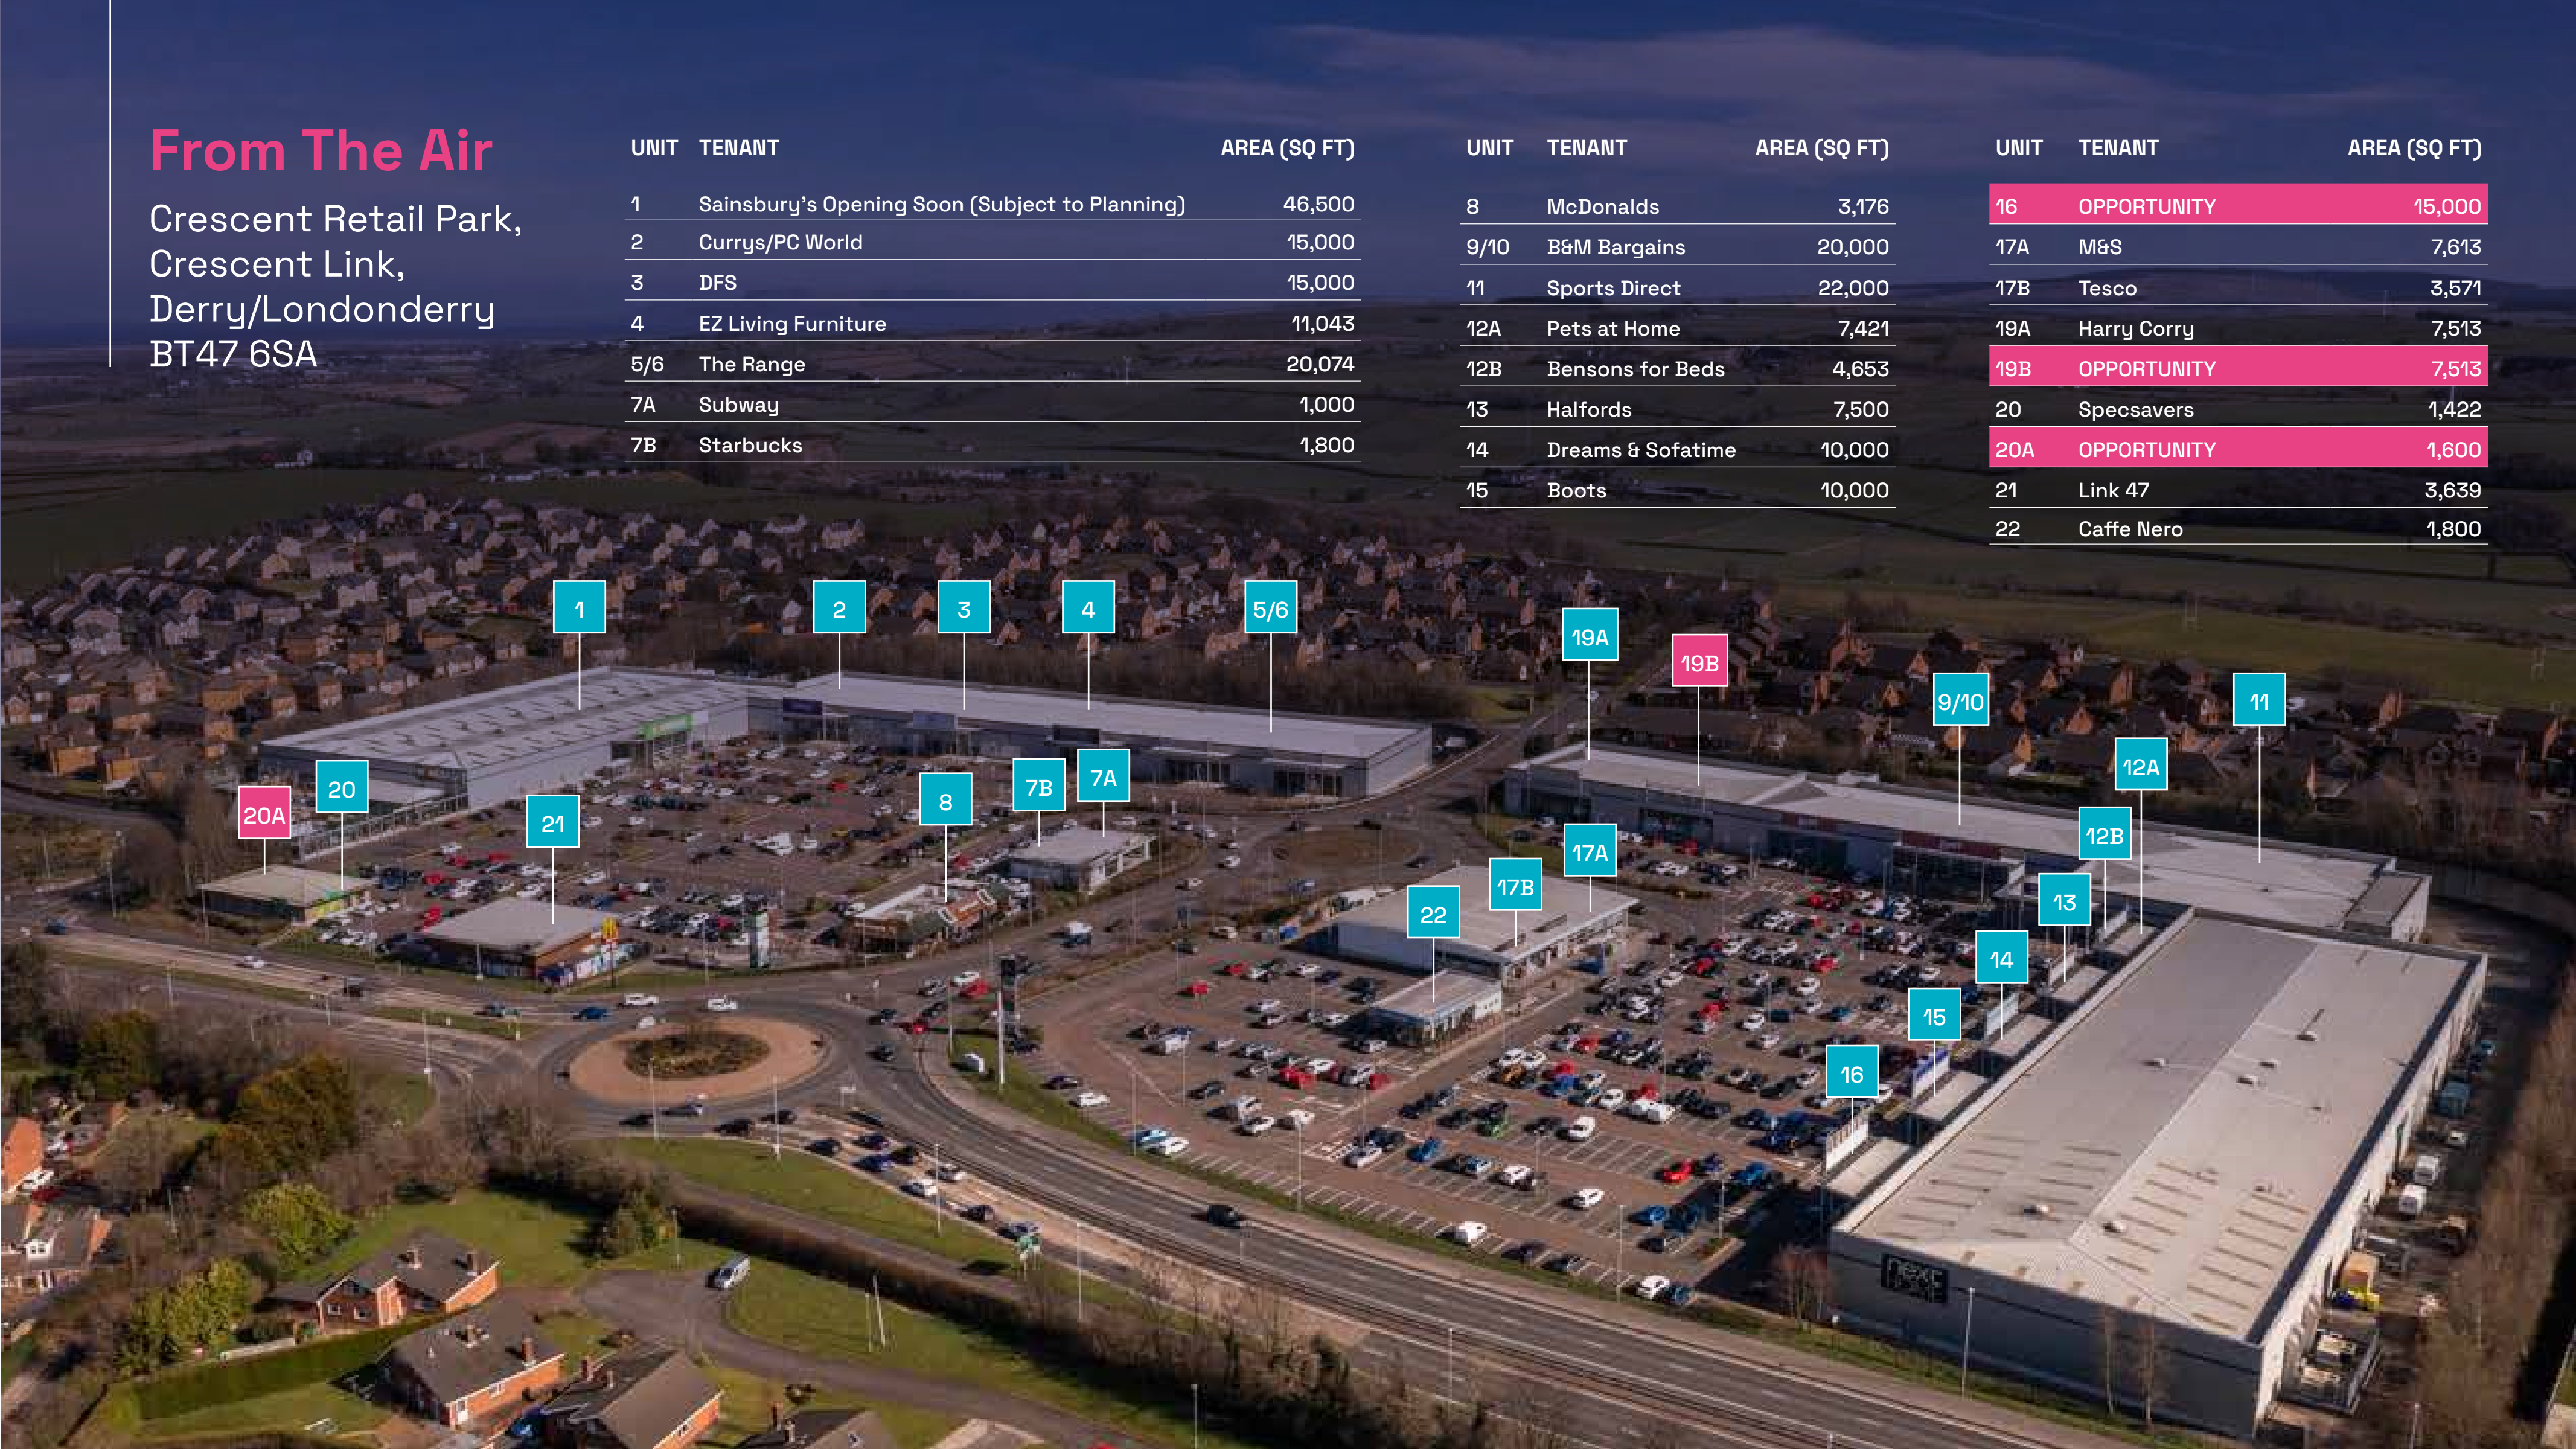 From The Air
Crescent Retail Park,
Crescent Link,
Derry/Londonderry
BT47 6SA
UNIT TENANT AREA (SQ FT)
1 Sainsbury's Opening Soon (Subject to Planning) 46,500
2 Currys/PC World 15,000
3 DFS 15,000
4 EZ Living Furniture 11,043
5/6 The Range 20,074
7A Subway 1,000
7B Starbucks 1,800
UNIT TENANT AREA (SQ FT)
8 McDonalds 3,176
9/10 B&M Bargains 20,000
11 Sports Direct 22,000
12A Pets at Home 7,421
12B Bensons for Beds 4,653
13 Halfords 7,500
14 Dreams & Sofatime 10,000
15 Boots 10,000
UNIT TENANT AREA (SQ FT)
16 OPPORTUNITY 15,000
17A M&S 7,613
17B Tesco 3,571
19A Harry Corry 7,513
19B OPPORTUNITY 7,513
20 Specsavers 1,422
20A OPPORTUNITY 1,600
21 Link 47 3,639
22 Caffe Nero 1,800
1
2
3
4
5/6
19A
19B
9/10
11
12A
20A
20
21
8
7B
7A
12B
17A
17B
22
13
14
15
16
next